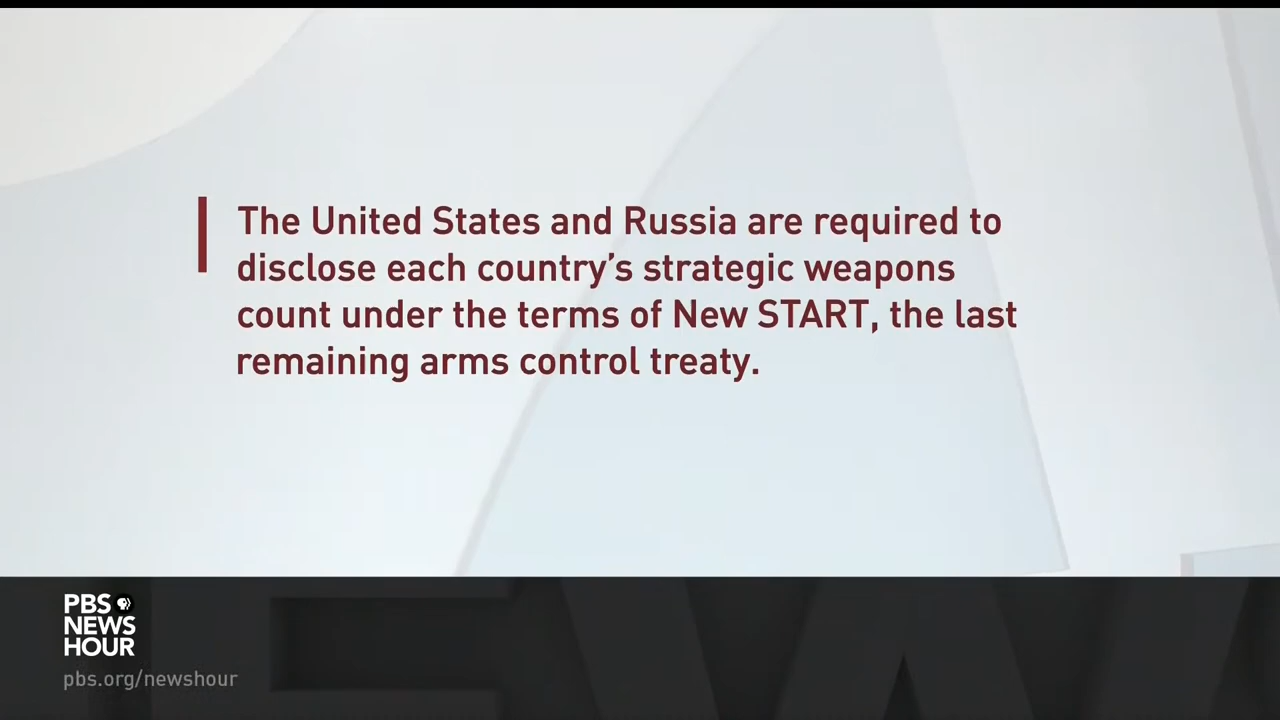 The United States and Russia are required to
disclose each country’s strategic weapons
count under the terms of New START, the last
remaining arms control treaty.
PBS
NEWS
HOUR
pbs.org/newshour